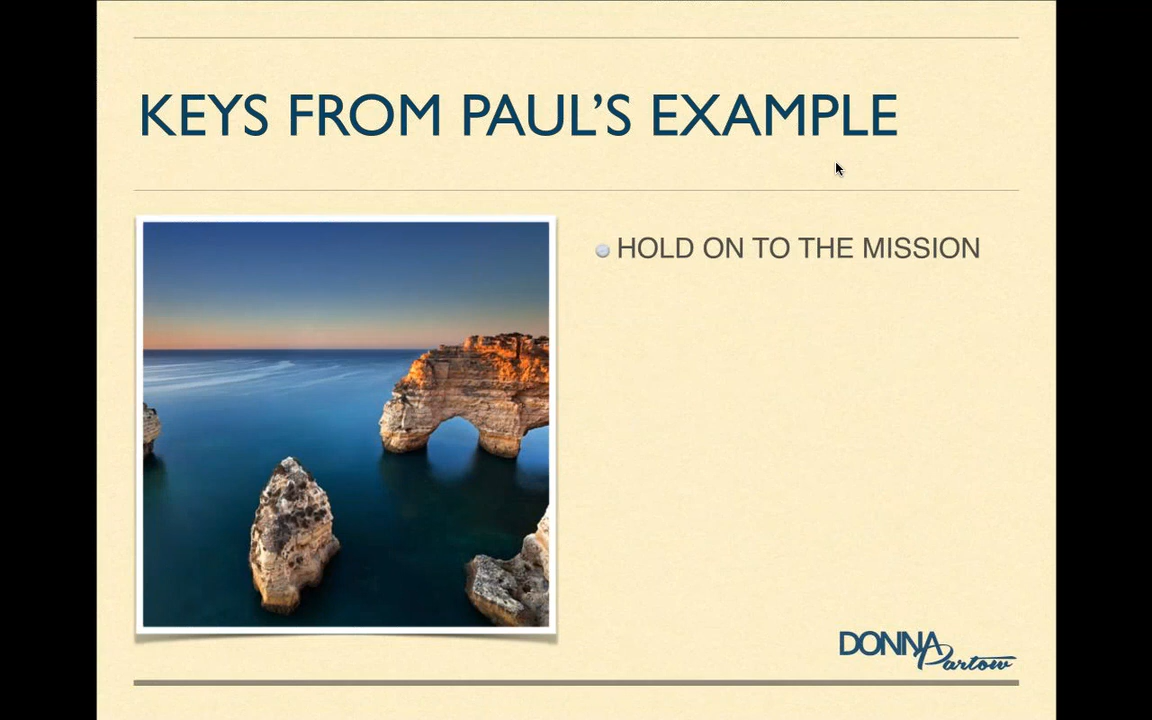 KEYS FROM PAUL’S EXAMPLE
HOLD ON TO THE MISSION
DONNA
Partow